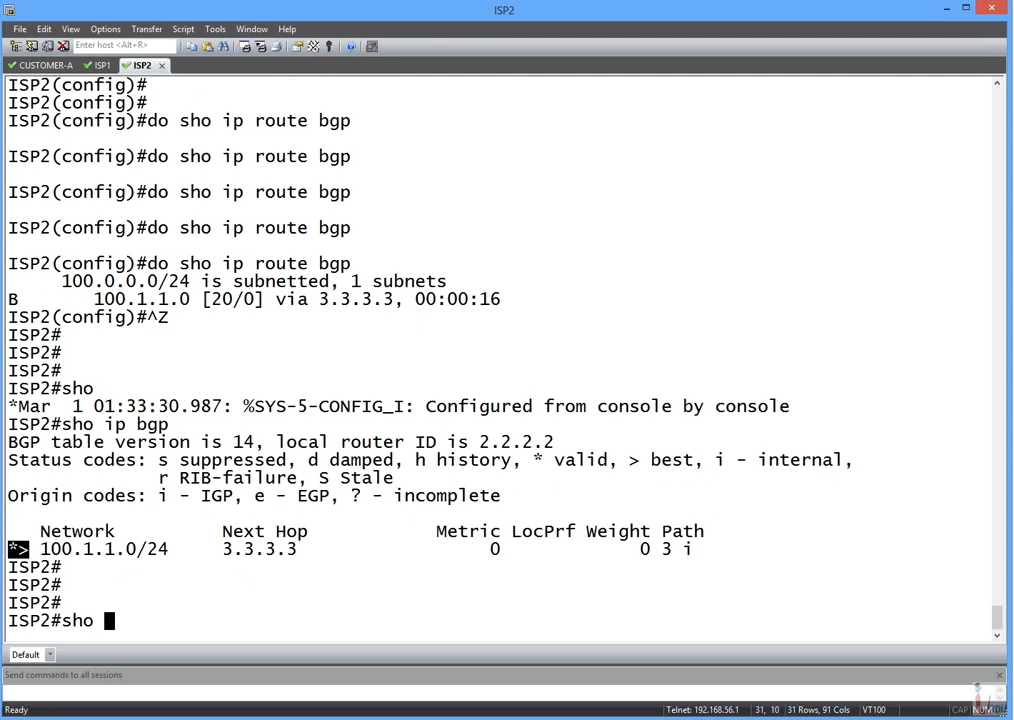 ISP2
File Edit View Options Transfer Script Tools Window Help
Enter host <Alt+R>
CUSTOMER-A ISP1 ISP2
ISP2(config)#
ISP2(config)#
ISP2(config)#do sho ip route bgp
ISP2(config)#do sho ip route bgp
ISP2(config)#do sho ip route bgp
ISP2(config)#do sho ip route bgp
ISP2(config)#do sho ip route bgp
100.0.0.0/24 is subnetted, 1 subnets
B 100.1.1.0 [20/0] via 3.3.3.3, 00:00:16
ISP2(config)#^Z
ISP2#
ISP2#
ISP2#
ISP2#sho
*Mar 1 01:33:30.987: %SYS-5-CONFIG_I: Configured from console by console
ISP2#sho ip bgp
BGP table version is 14, local router ID is 2.2.2.2
Status codes: s suppressed, d damped, h history, * valid, > best, i - internal,
r RIB-failure, S Stale
Origin codes: i - IGP, e - EGP, ? - incomplete
Network Next Hop Metric LocPrf Weight Path
*> 100.1.1.0/24 3.3.3.3 0 0 3 i
ISP2#
ISP2#
ISP2#
ISP2#sho
Default
Send commands to all sessions
Ready Telnet: 192.168.56.1 31, 10 31 Rows, 91 Cols VT100 CAP NUM